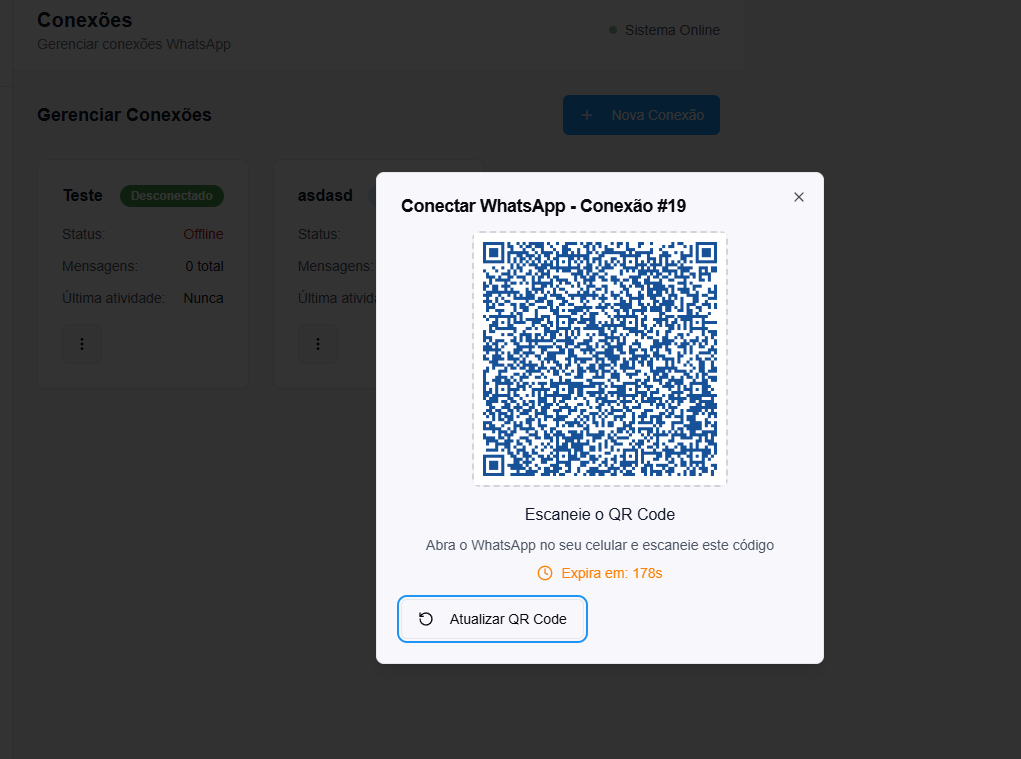 Conexões
Gerenciar conexões WhatsApp
Sistema Online
Gerenciar Conexões
+ Nova Conexão
Teste Desconectado
Status: Offline
Mensagens: 0 total
Última atividade: Nunca
asdasd
Status:
Mensagens:
Última ativida
Conectar WhatsApp - Conexão #19
Escaneie o QR Code
Abra o WhatsApp no seu celular e escaneie este código
Expira em: 178s
Atualizar QR Code